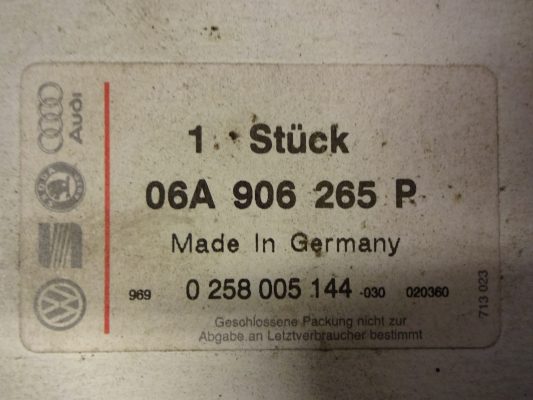 1 Stück
06A 906 265 P
Made In Germany
969 0 258 005 144 -030 020360
Geschlossene Packung nicht zur
Abgabe an Letztverbraucher bestimmt
713 023
Audi
SKODA